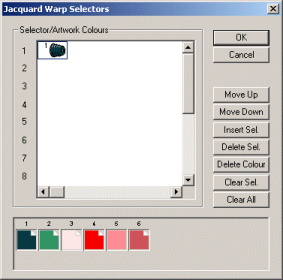 Jacquard Warp Selectors
Selector/Artwork Colours
OK
Cancel
1
1
2
3
4
5
6
7
8
Move Up
Move Down
Insert Sel.
Delete Sel.
Delete Colour
Clear Sel.
Clear All
1 2 3 4 5 6